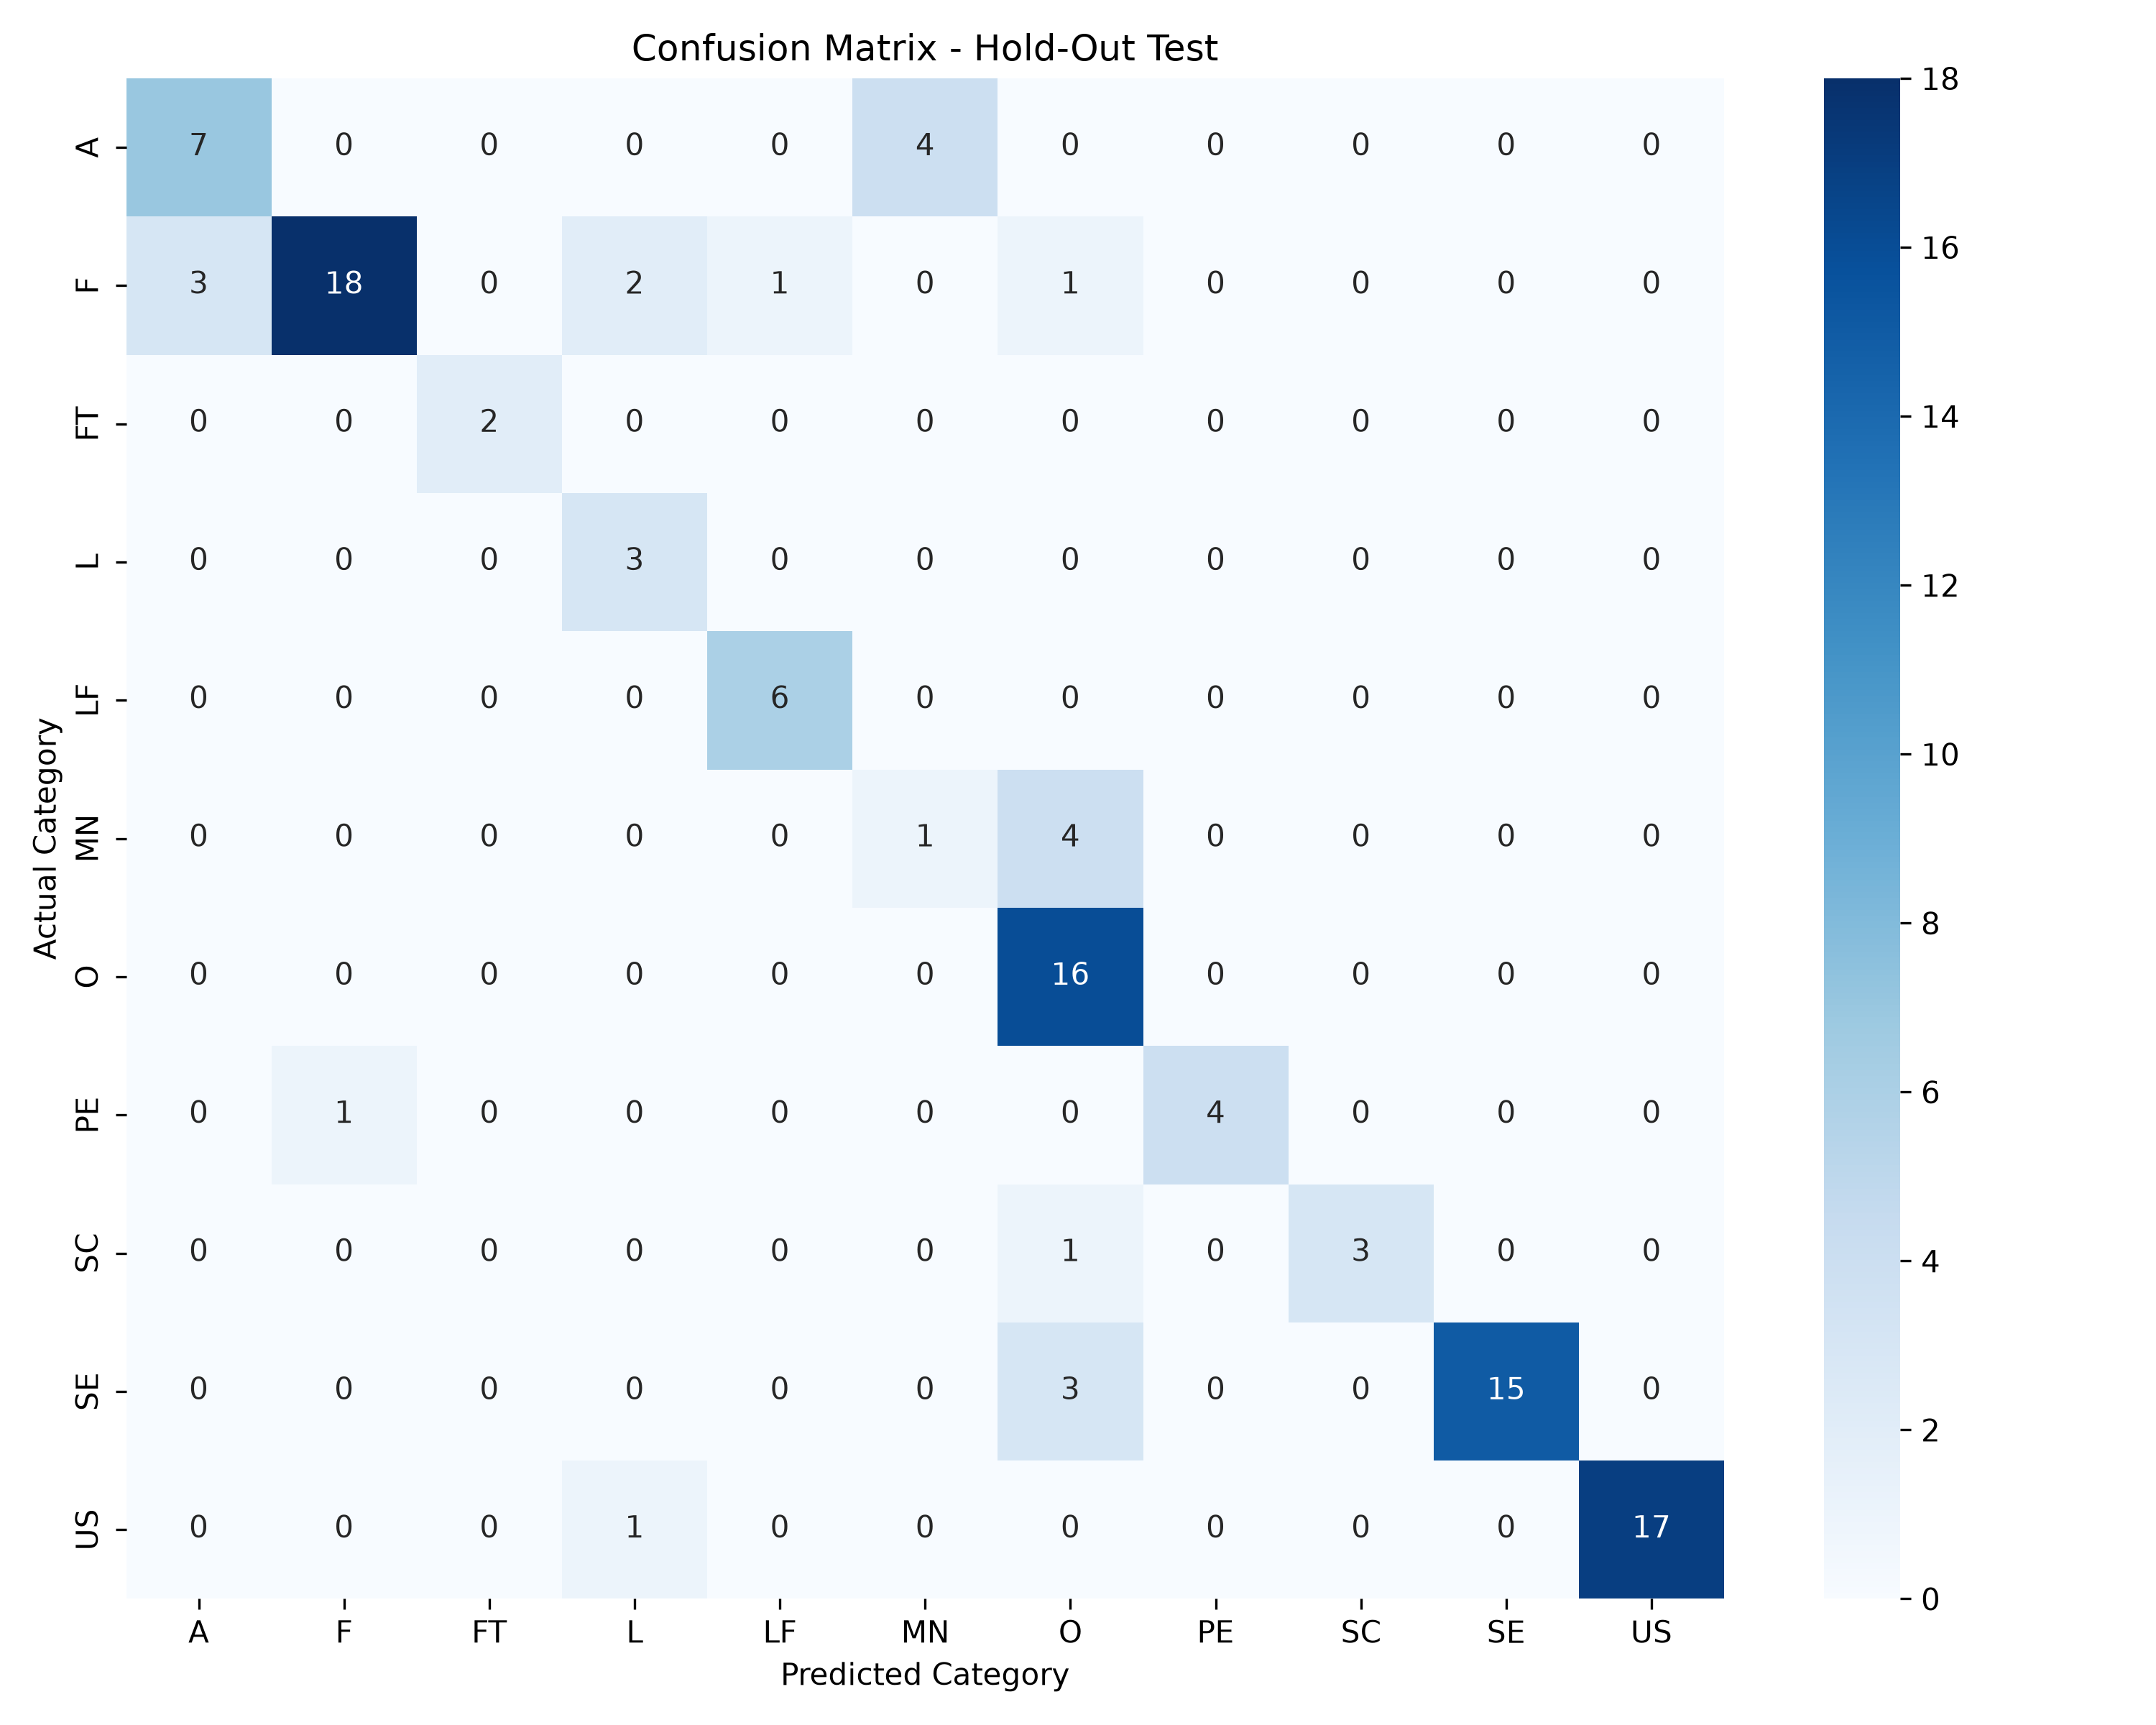 Confusion Matrix - Hold-Out Test
A 7 0 0 0 0 4 0 0 0 0 0
F 3 18 0 2 1 0 1 0 0 0 0
FT 0 0 2 0 0 0 0 0 0 0 0
L 0 0 0 3 0 0 0 0 0 0 0
LF 0 0 0 0 6 0 0 0 0 0 0
MN 0 0 0 0 0 1 4 0 0 0 0
O 0 0 0 0 0 0 16 0 0 0 0
PE 0 1 0 0 0 0 0 4 0 0 0
SC 0 0 0 0 0 0 1 0 3 0 0
SE 0 0 0 0 0 0 3 0 0 15 0
US 0 0 0 1 0 0 0 0 0 0 17
A F FT L LF MN O PE SC SE US
Predicted Category
Actual Category
18
16
14
12
10
8
6
4
2
0